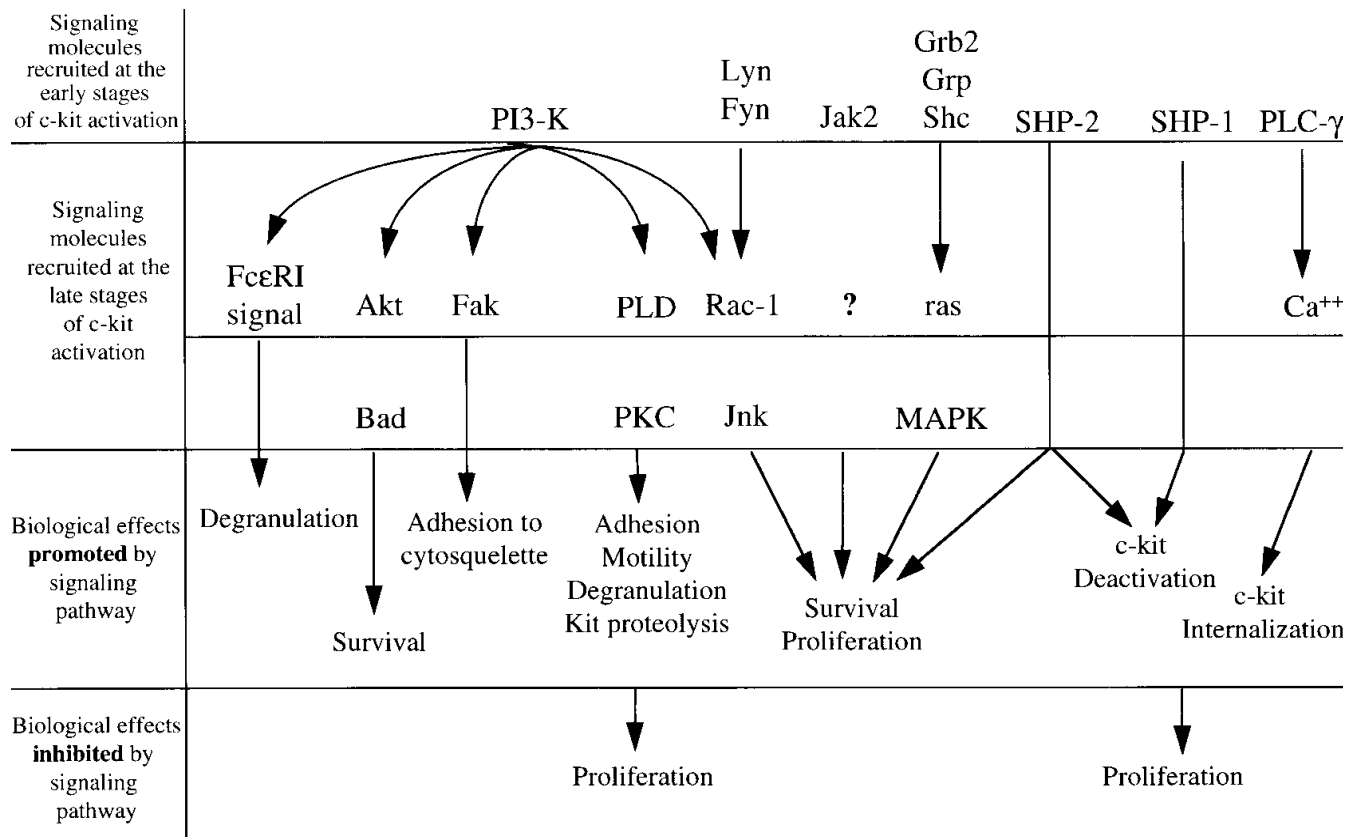 Signaling
molecules
recruited at the
early stages
of c-kit activation
PI3-K
Lyn
Fyn
Jak2
Grb2
Grp
Shc
SHP-2
SHP-1
PLC-γ
Signaling
molecules
recruited at the
late stages
of c-kit
activation
FcεRI
signal
Akt
Fak
PLD
Rac-1
?
ras
Ca⁺⁺
Bad
PKC
Jnk
MAPK
Biological effects
promoted by
signaling
pathway
Degranulation
Survival
Adhesion to
cytosquelette
Adhesion
Motility
Degranulation
Kit proteolysis
Survival
Proliferation
c-kit
Deactivation
c-kit
Internalization
Biological effects
inhibited by
signaling
pathway
Proliferation
Proliferation